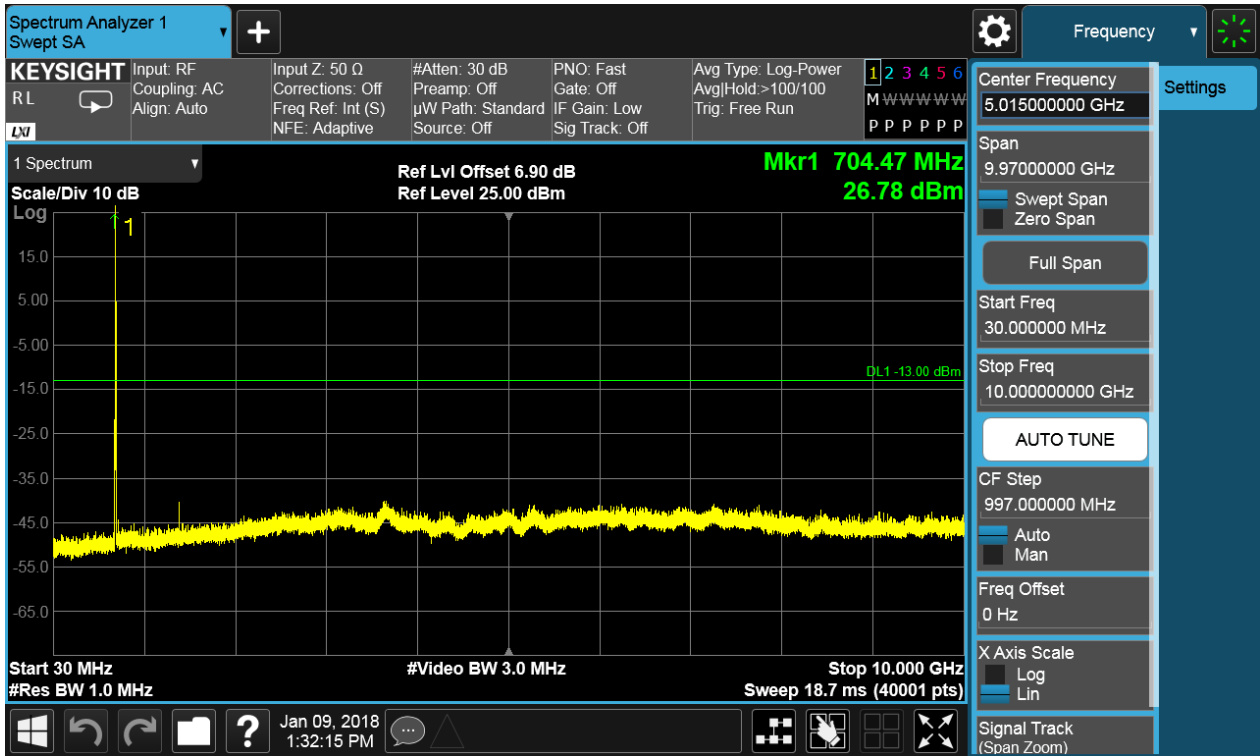 Spectrum Analyzer 1
Swept SA
+
Frequency
KEYSIGHT
R L
LXI
Input: RF
Coupling: AC
Align: Auto
Input Z: 50 Ω
Corrections: Off
Freq Ref: Int (S)
NFE: Adaptive
#Atten: 30 dB
Preamp: Off
µW Path: Standard
Source: Off
PNO: Fast
Gate: Off
IF Gain: Low
Sig Track: Off
Avg Type: Log-Power
Avg|Hold:>100/100
Trig: Free Run
1 2 3 4 5 6
M W W W W W
P P P P P P
1 Spectrum
Scale/Div 10 dB
Log
Ref Lvl Offset 6.90 dB
Ref Level 25.00 dBm
Mkr1 704.47 MHz
26.78 dBm
1
15.0
5.00
-5.00
DL1 -13.00 dBm
-15.0
-25.0
-35.0
-45.0
-55.0
-65.0
Start 30 MHz
#Video BW 3.0 MHz
Stop 10.000 GHz
#Res BW 1.0 MHz
Sweep 18.7 ms (40001 pts)
Center Frequency
5.015000000 GHz
Settings
Span
9.97000000 GHz
Swept Span
Zero Span
Full Span
Start Freq
30.000000 MHz
Stop Freq
10.000000000 GHz
AUTO TUNE
CF Step
997.000000 MHz
Auto
Man
Freq Offset
0 Hz
X Axis Scale
Log
Lin
Signal Track
(Span Zoom)
?
Jan 09, 2018
1:32:15 PM